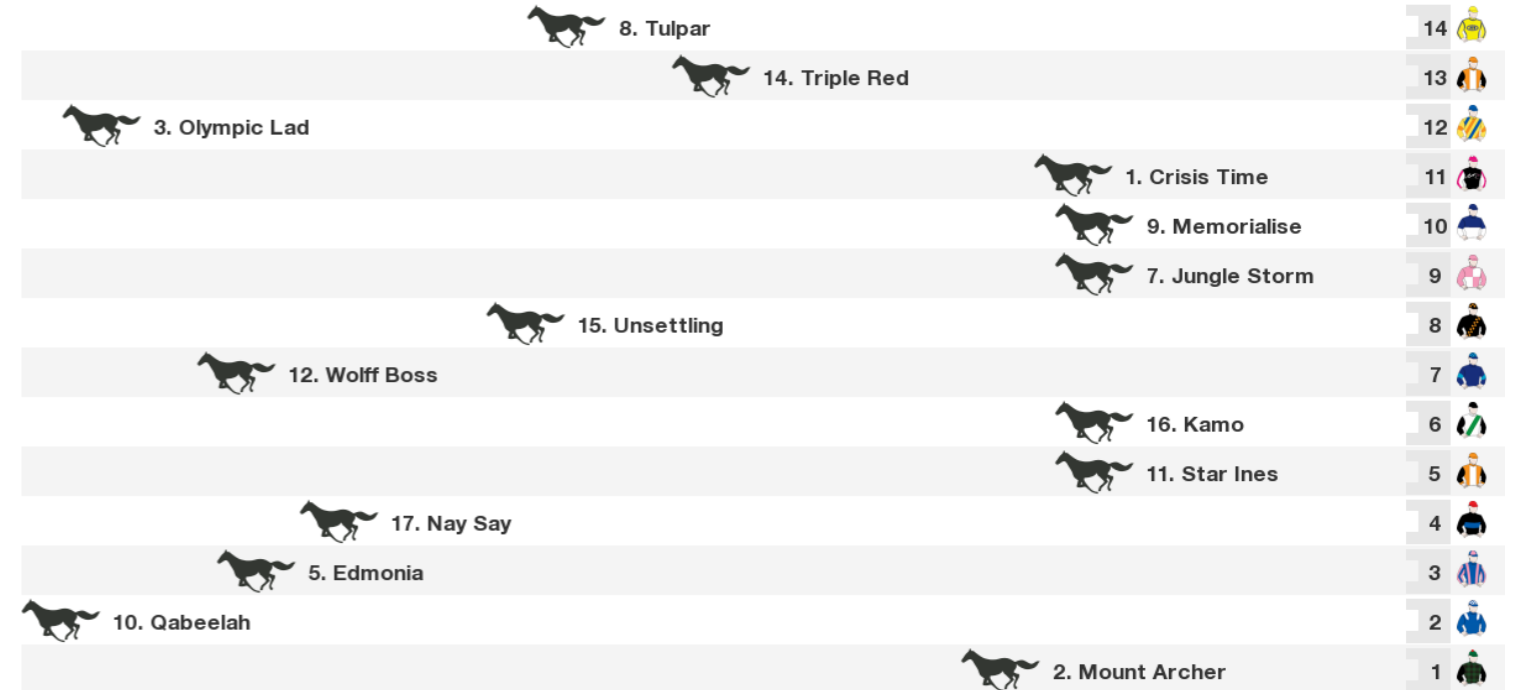 8. Tulpar 14
14. Triple Red 13
3. Olympic Lad 12
1. Crisis Time 11
9. Memorialise 10
7. Jungle Storm 9
15. Unsettling 8
12. Wolff Boss 7
16. Kamo 6
11. Star Ines 5
17. Nay Say 4
5. Edmonia 3
10. Qabeelah 2
2. Mount Archer 1